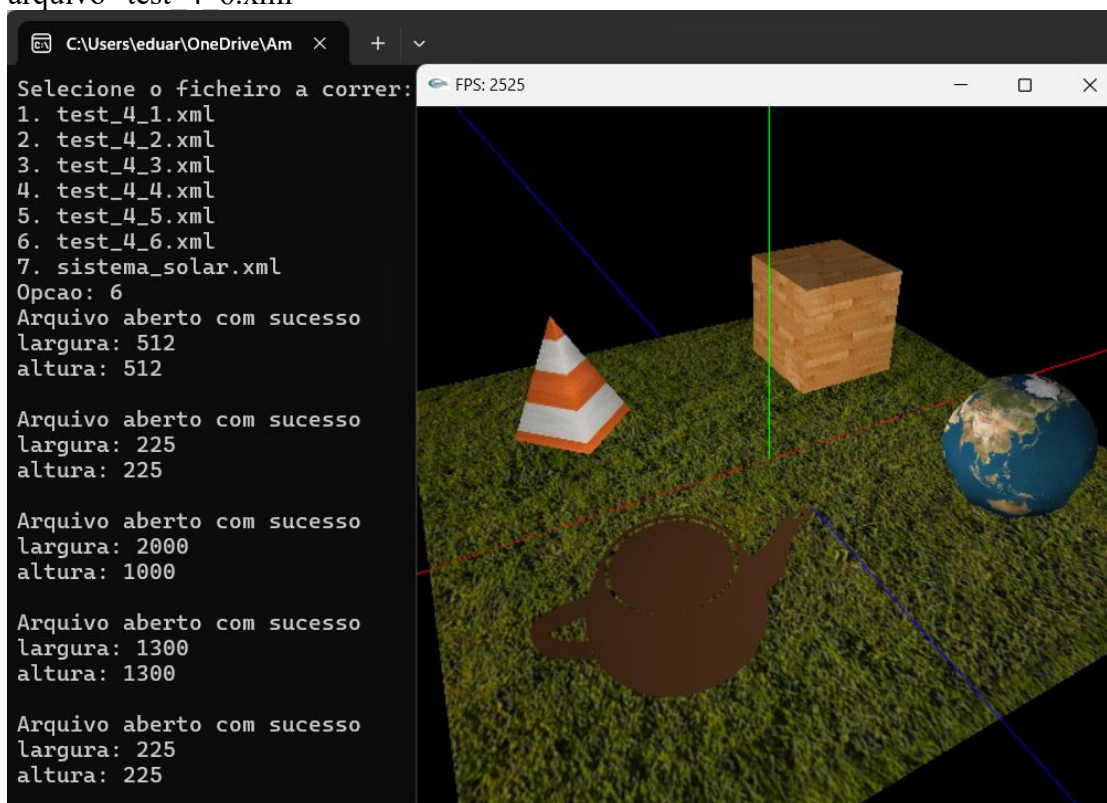 arquivo test_4_6.xml
C:\Users\eduar\OneDrive\Am
Selecione o ficheiro a correr:
1. test_4_1.xml
2. test_4_2.xml
3. test_4_3.xml
4. test_4_4.xml
5. test_4_5.xml
6. test_4_6.xml
7. sistema_solar.xml
Opcao: 6
Arquivo aberto com sucesso
largura: 512
altura: 512
Arquivo aberto com sucesso
largura: 225
altura: 225
Arquivo aberto com sucesso
largura: 2000
altura: 1000
Arquivo aberto com sucesso
largura: 1300
altura: 1300
Arquivo aberto com sucesso
largura: 225
altura: 225
FPS: 2525